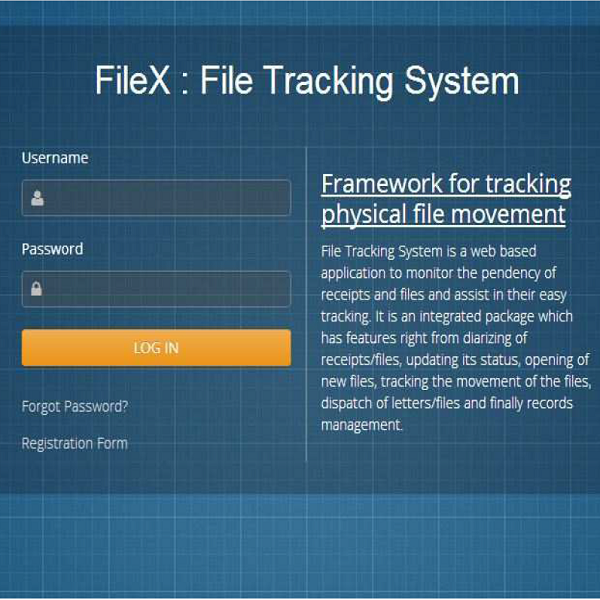 FileX : File Tracking System
Username
Password
LOG IN
Forgot Password?
Registration Form
Framework for tracking
physical file movement
File Tracking System is a web based
application to monitor the pendency of
receipts and files and assist in their easy
tracking. It is an integrated package which
has features right from diarizing of
receipts/files, updating its status, opening of
new files, tracking the movement of the files,
dispatch of letters/files and finally records
management.